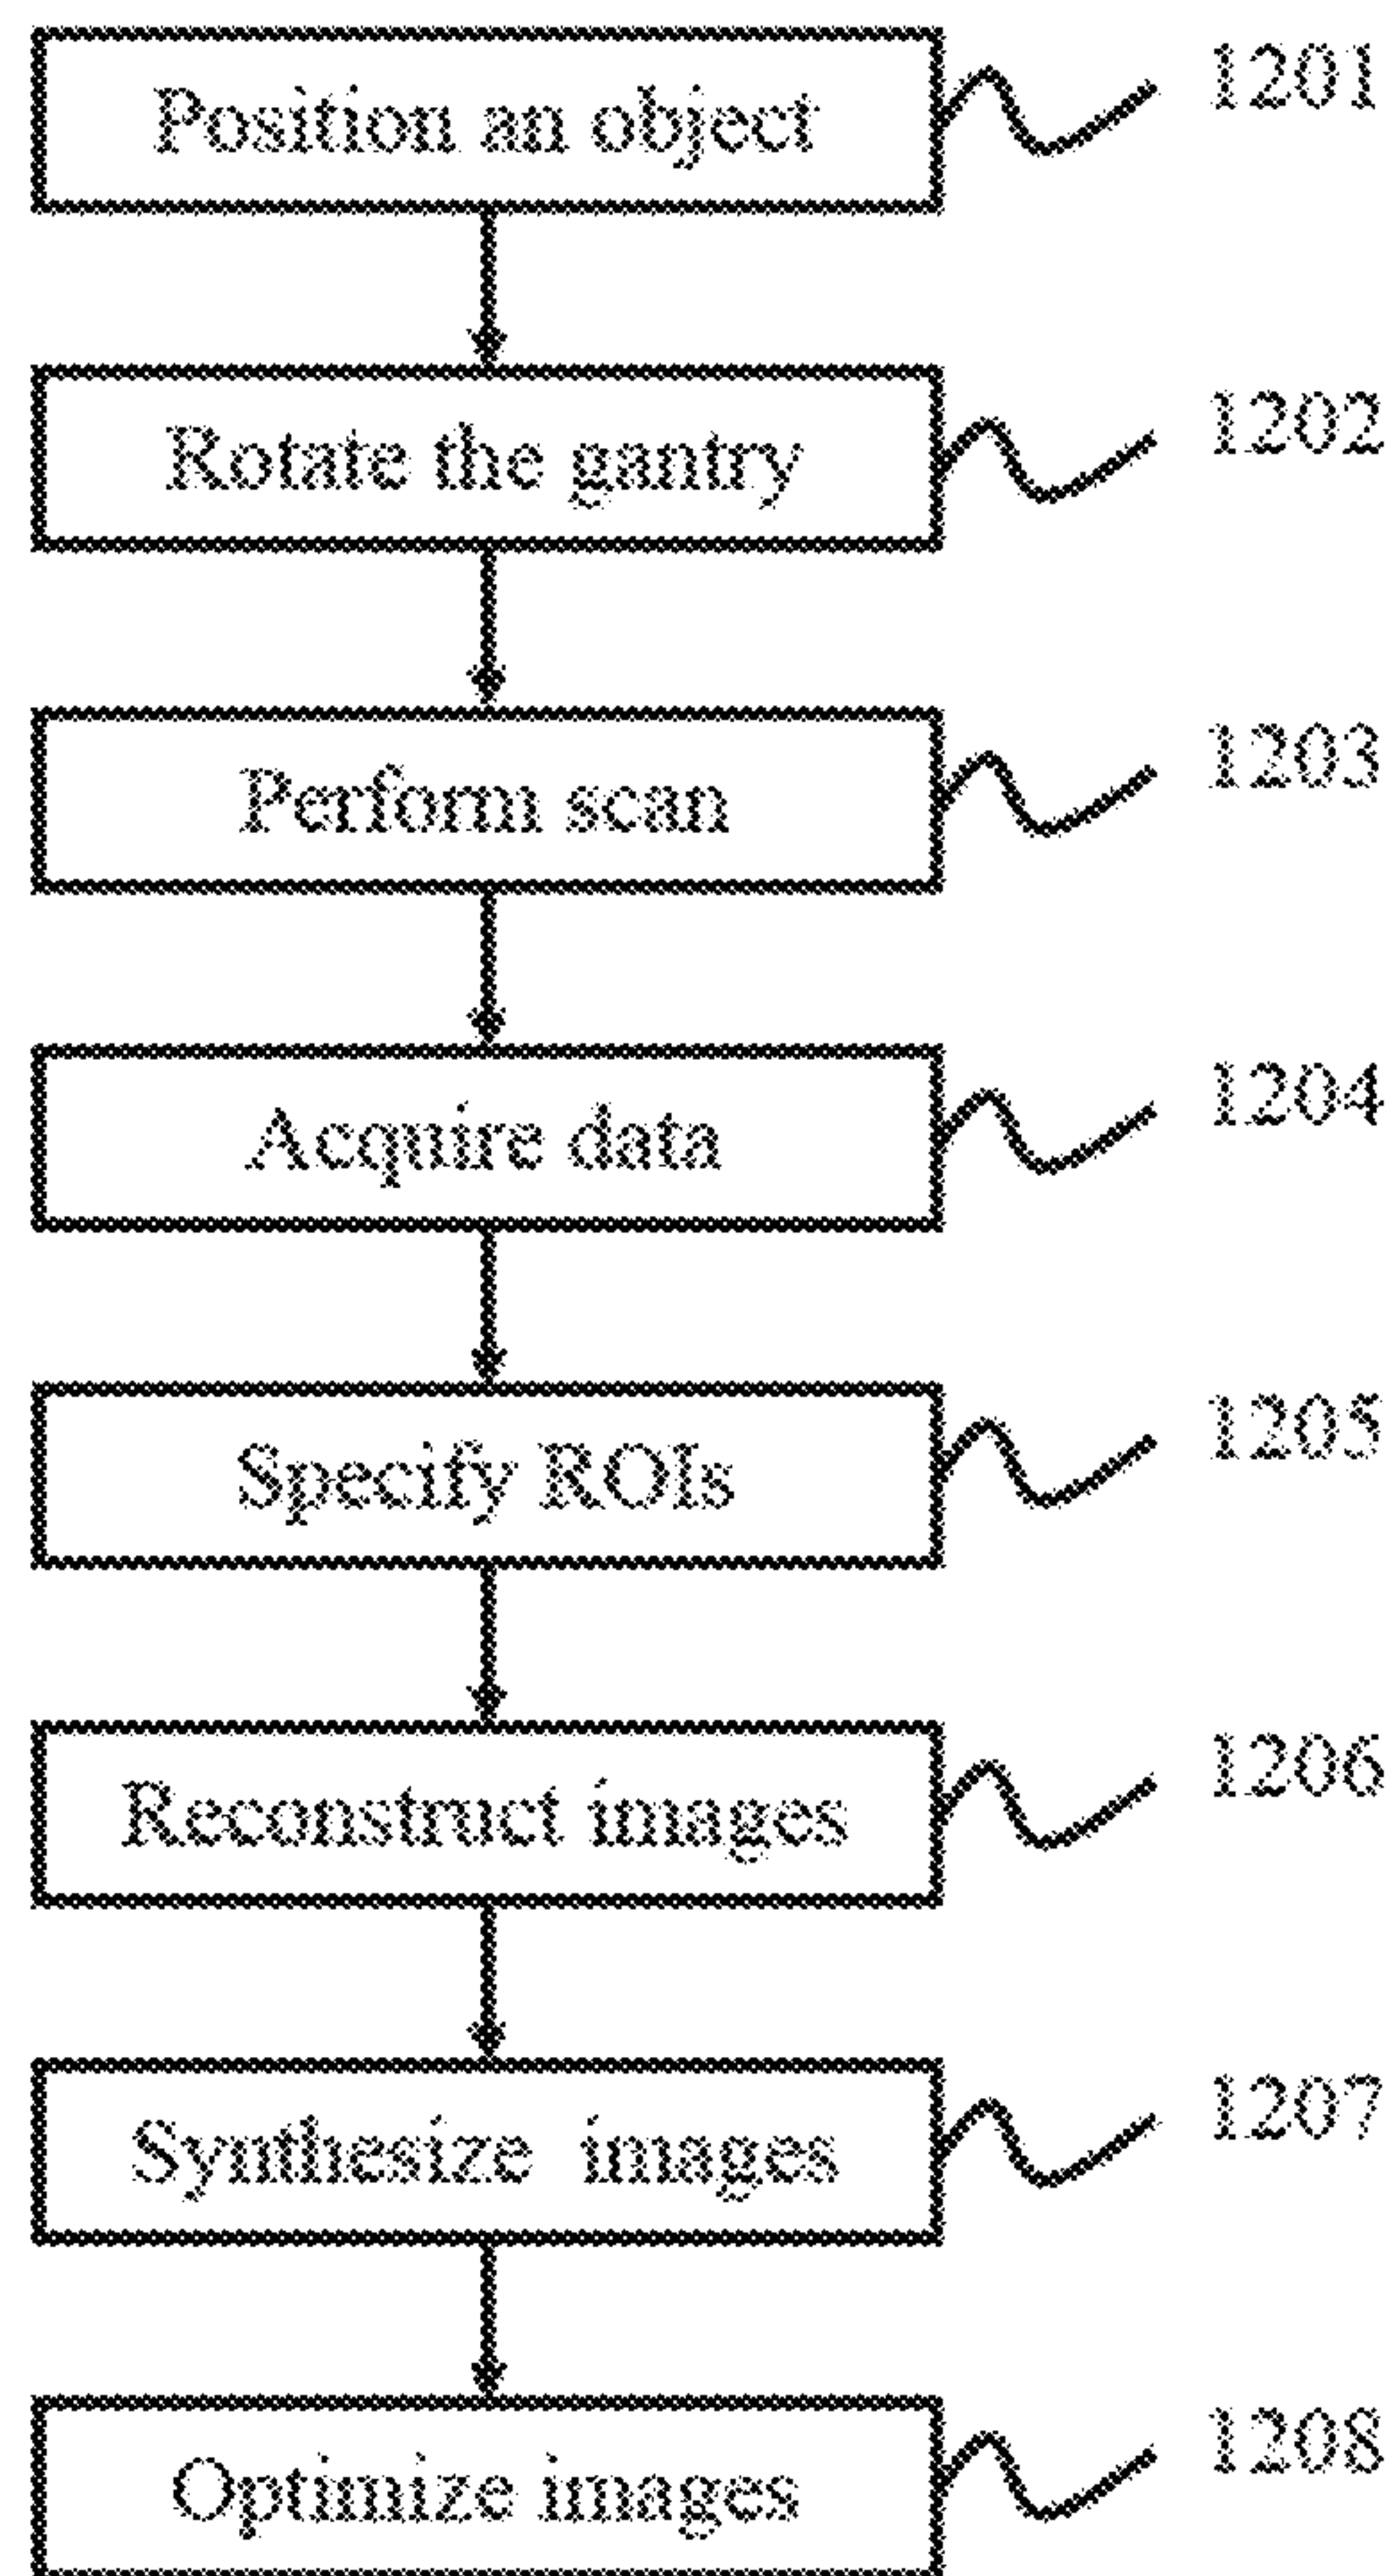 Position an object 1201
Rotate the gantry 1202
Perform scan 1203
Acquire data 1204
Specify ROIs 1205
Reconstruct images 1206
Synthesize images 1207
Optimize images 1208